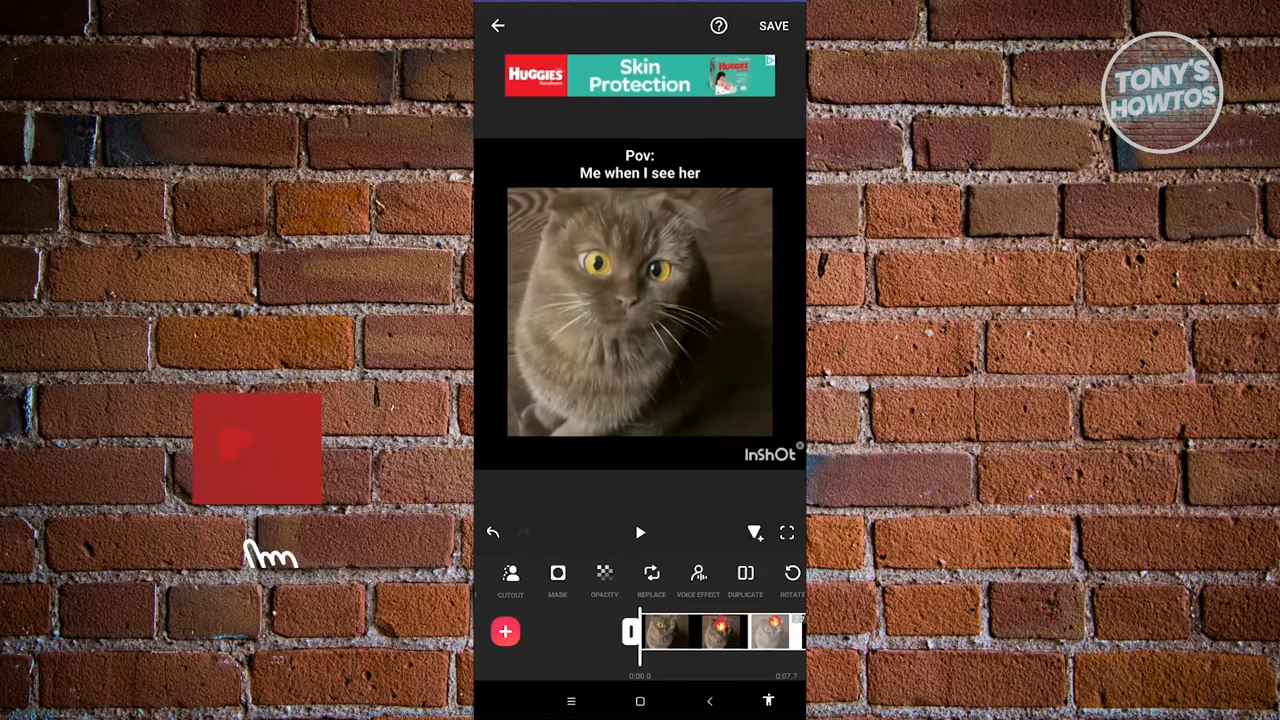 SAVE
HUGGIES
Skin
Protection
HUGGIES
TONY'S
HOWTOS
Pov:
Me when I see her
InShOt
CUTOUT
MASK
OPACITY
REPLACE
VOICE EFFECT
DUPLICATE
ROTATE
0:00.0
0:07.7